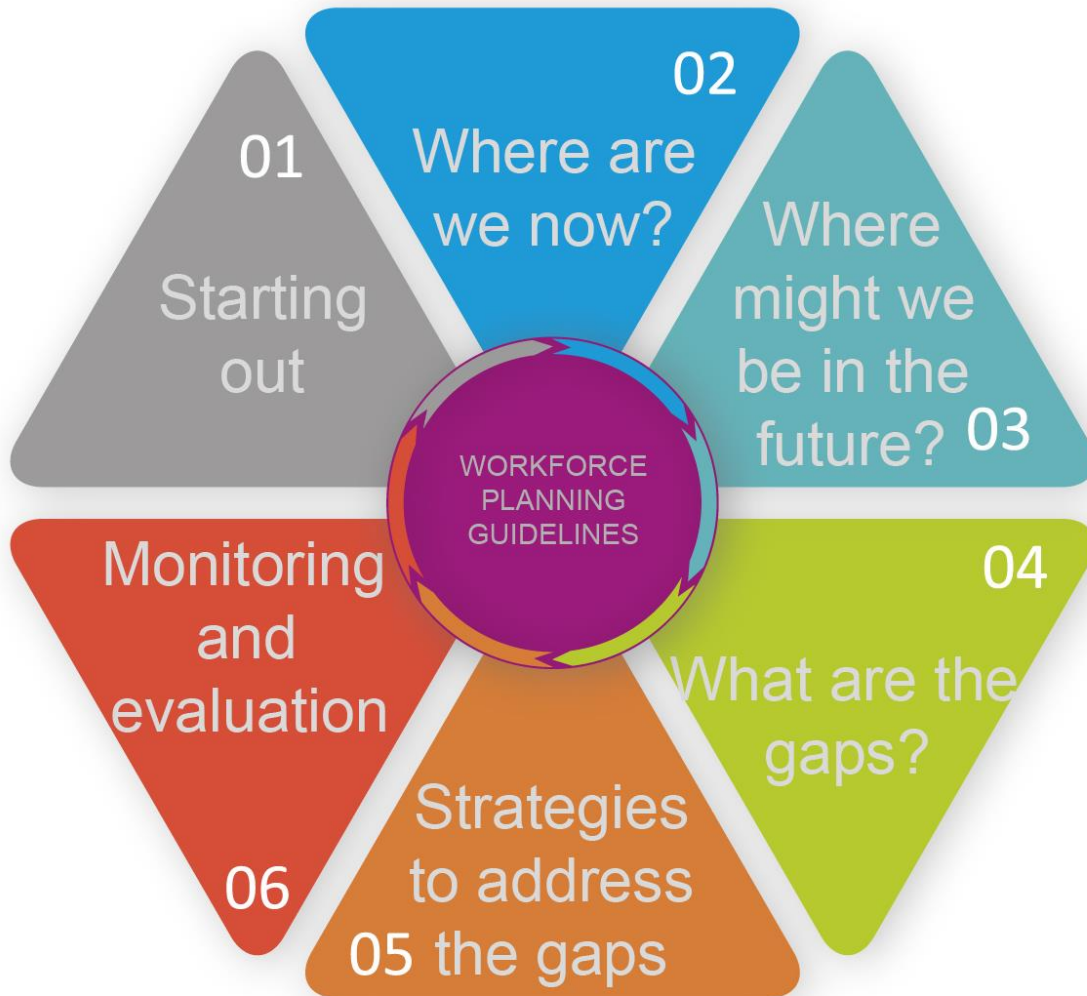 01
Starting
out
02
Where are
we now?
Where
might we
be in the
future? 03
04
What are the
gaps?
Strategies
to address
05 the gaps
Monitoring
and
evaluation
06
WORKFORCE
PLANNING
GUIDELINES